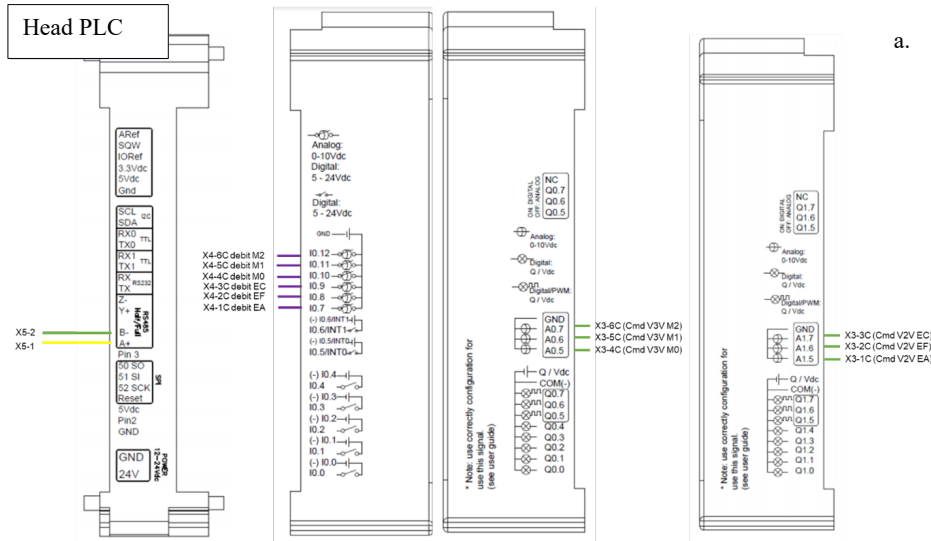 Head PLC
a.
ARef
SQW
IORef
3.3Vdc
5Vdc
Gnd
SCL
SDA
I2C
RX0
TX0
TTL
RX1
TX1
TTL
RX
TX
RS232
Z-
Y+
B-
A+
RS485
Half/Full
X5-2
X5-1
Pin 3
50 SO
51 SI
52 SCK
Reset
SPI
5Vdc
Pin2
GND
GND
24V
POWER
12~24Vdc
Analog:
0-10Vdc
Digital:
5 - 24Vdc
Digital:
5 - 24Vdc
GND
X4-6C debit M2 I0.12
X4-5C debit M1 I0.11
X4-4C debit M0 I0.10
X4-3C debit EC I0.9
X4-2C debit EF I0.8
X4-1C debit EA I0.7
(-) I0.6/INT1
I0.6/INT1
(-) I0.5/INT0
I0.5/INT0
(-) I0.4
I0.4
(-) I0.3
I0.3
(-) I0.2
I0.2
(-) I0.1
I0.1
(-) I0.0
I0.0
ON: DIGITAL
OFF: ANALOG
NC
Q0.7
Q0.6
Q0.5
Analog:
0-10Vdc
Digital:
Q / Vdc
Digital/PWM:
Q / Vdc
GND
A0.7 X3-6C (Cmd V3V M2)
A0.6 X3-5C (Cmd V3V M1)
A0.5 X3-4C (Cmd V3V M0)
Q / Vdc
COM(-)
Q0.7
Q0.6
Q0.5
Q0.4
Q0.3
Q0.2
Q0.1
Q0.0
* Note: use correctly configuration for
use this signal.
(see user guide)
ON: DIGITAL
OFF: ANALOG
NC
Q1.7
Q1.6
Q1.5
Analog:
0-10Vdc
Digital:
Q / Vdc
Digital/PWM:
Q / Vdc
GND
A1.7 X3-3C (Cmd V2V EC)
A1.6 X3-2C (Cmd V2V EF)
A1.5 X3-1C (Cmd V2V EA)
Q / Vdc
COM(-)
Q1.7
Q1.6
Q1.5
Q1.4
Q1.3
Q1.2
Q1.1
Q1.0
* Note: use correctly configuration for
use this signal.
(see user guide)